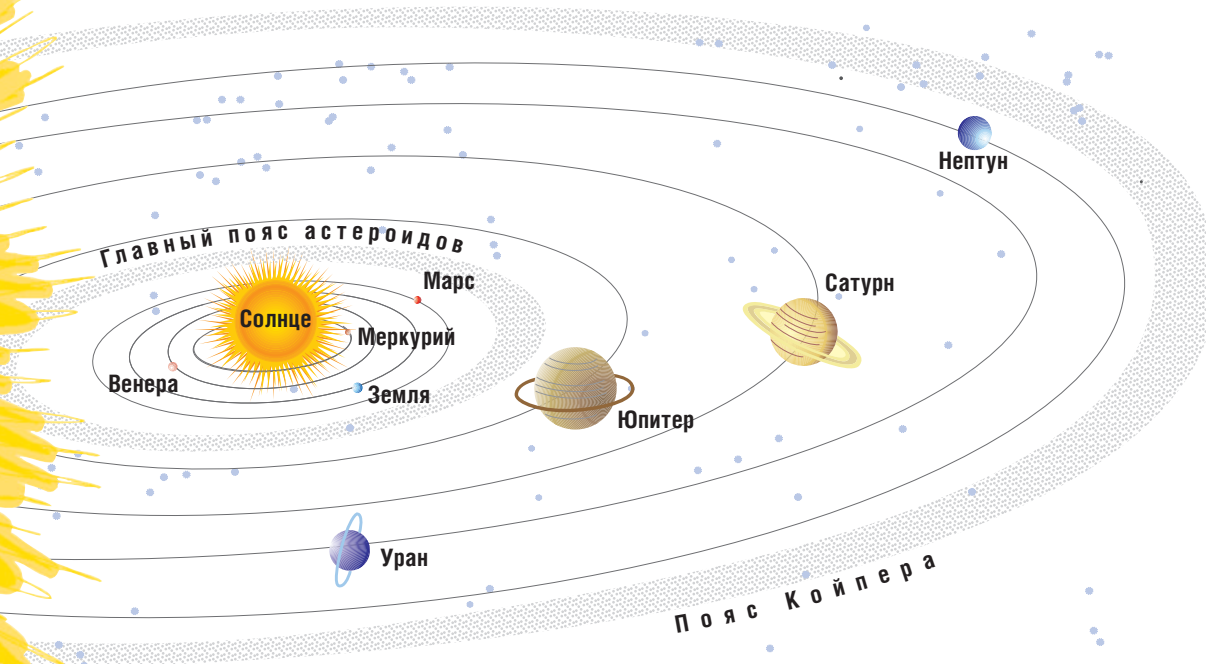 Нептун
Главный пояс астероидов
Марс
Сатурн
Солнце
Меркурий
Венера
Земля
Юпитер
Уран
Пояс Койпера